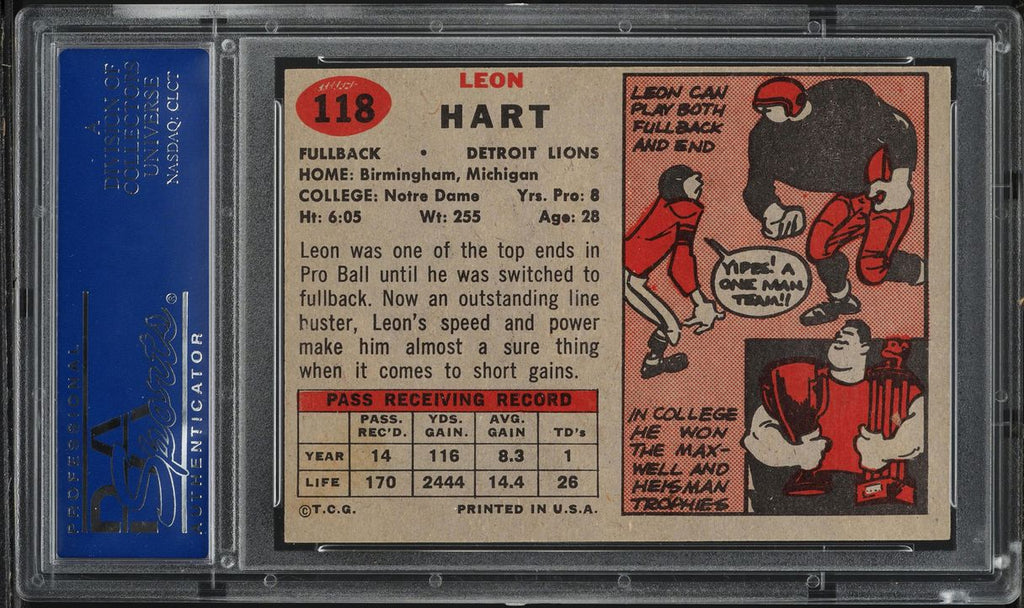 A
DIVISION OF
COLLECTORS
UNIVERSE
NASDAQ: CLCT
PROFESSIONAL
PSA
Sports®
AUTHENTICATOR
118
LEON
HART
FULLBACK • DETROIT LIONS
HOME: Birmingham, Michigan
COLLEGE: Notre Dame Yrs. Pro: 8
Ht: 6:05 Wt: 255 Age: 28
Leon was one of the top ends in
Pro Ball until he was switched to
fullback. Now an outstanding line
buster, Leon's speed and power
make him almost a sure thing
when it comes to short gains.
PASS RECEIVING RECORD
PASS. REC'D. YDS. GAIN. AVG. GAIN TD's
YEAR 14 116 8.3 1
LIFE 170 2444 14.4 26
©T.C.G. PRINTED IN U.S.A.
LEON CAN
PLAY BOTH
FULLBACK
AND END
YIPES! A
ONE MAN
TEAM!!
IN COLLEGE
HE WON
THE MAX-
WELL AND
HEISMAN
TROPHIES